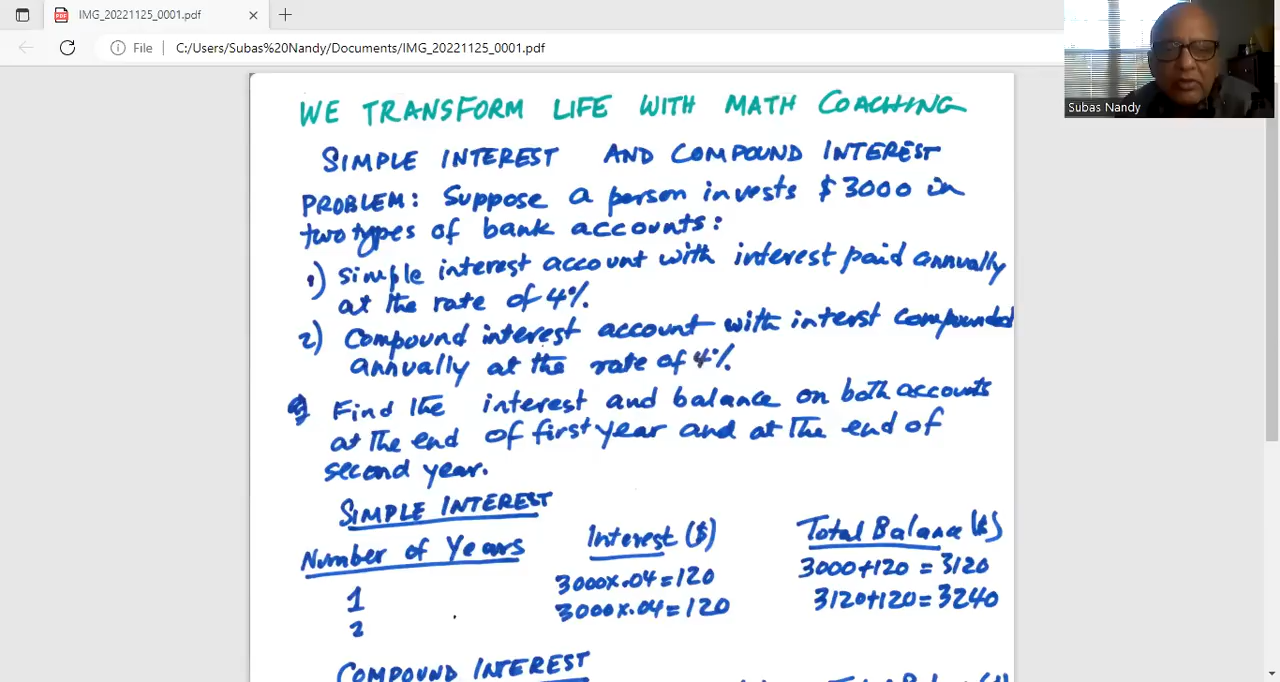 IMG_20221125_0001.pdf
File
C:/Users/Subas%20Nandy/Documents/IMG_20221125_0001.pdf
Subas Nandy
WE TRANSFORM LIFE WITH MATH COACHING
SIMPLE INTEREST AND COMPOUND INTEREST
PROBLEM: Suppose a person invests $3000 in
two types of bank accounts:
1) Simple interest account with interest paid annually
at the rate of 4%.
2) Compound interest account with interst compounded
annually at the rate of 4%
Find the interest and balance on both accounts
at the end of first year and at the end of
second year.
SIMPLE INTEREST
Number of Years Interest ($) Total Balance ($)
1 3000x.04=120 3000+120=3120
2 3000x.04=120 3120+120=3240
COMPOUND INTEREST